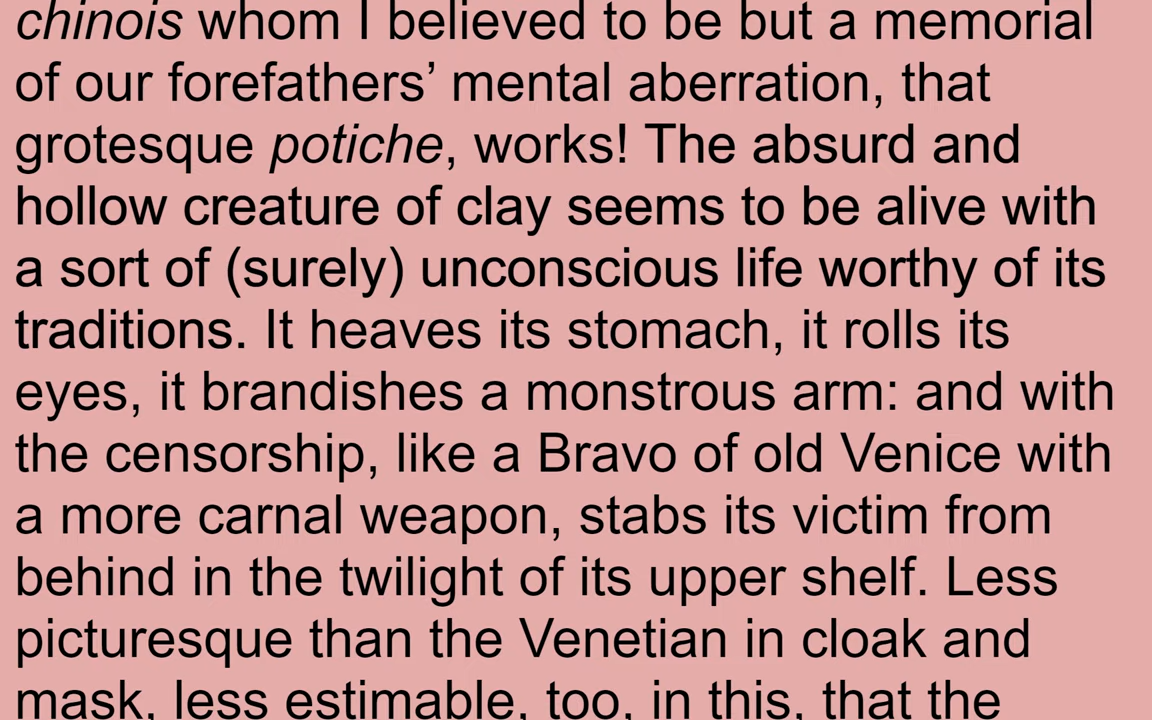 chinois whom I believed to be but a memorial
of our forefathers’ mental aberration, that
grotesque potiche, works! The absurd and
hollow creature of clay seems to be alive with
a sort of (surely) unconscious life worthy of its
traditions. It heaves its stomach, it rolls its
eyes, it brandishes a monstrous arm: and with
the censorship, like a Bravo of old Venice with
a more carnal weapon, stabs its victim from
behind in the twilight of its upper shelf. Less
picturesque than the Venetian in cloak and
mask, less estimable, too, in this, that the